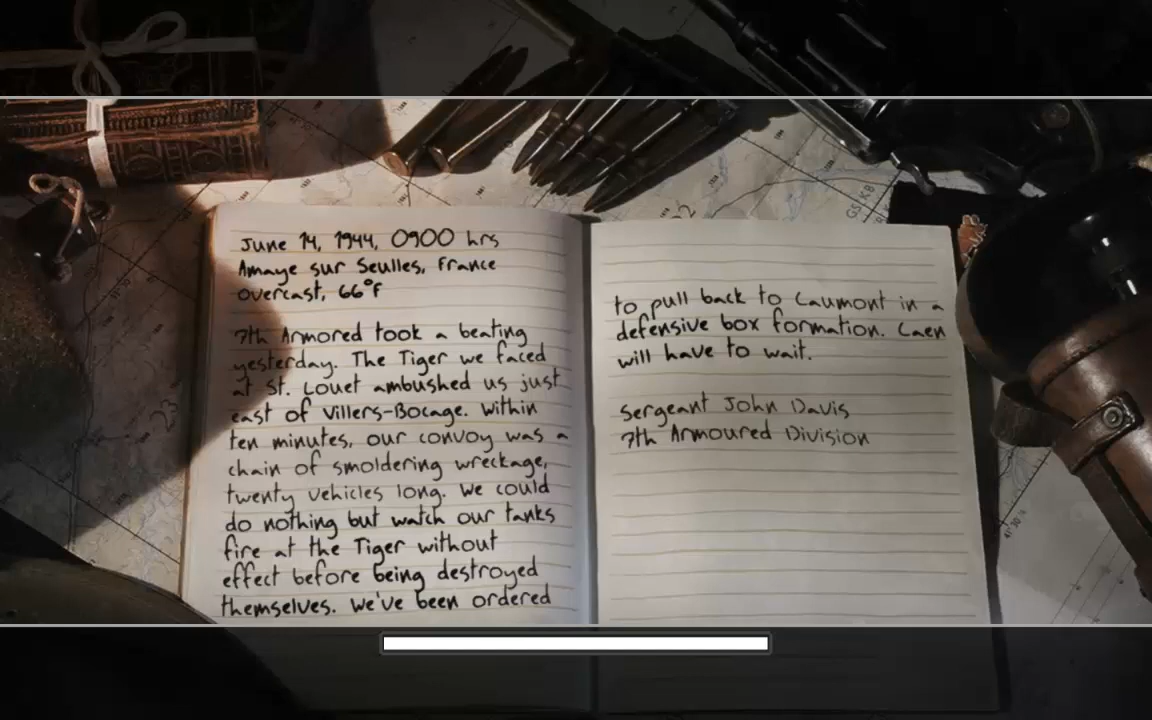 June 14, 1944, 0900 hrs
Amaye sur Seulles, France
overcast, 66°F
7th Armored took a beating
yesterday. The Tiger we faced
at St. Louet ambushed us just
east of Villers-Bocage. Within
ten minutes, our convoy was a
chain of smoldering wreckage,
twenty vehicles long. We could
do nothing but watch our tanks
fire at the Tiger without
effect before being destroyed
themselves. We've been ordered
to pull back to Caumont in a
defensive box formation. Caen
will have to wait.
Sergeant John Davis
7th Armoured Division